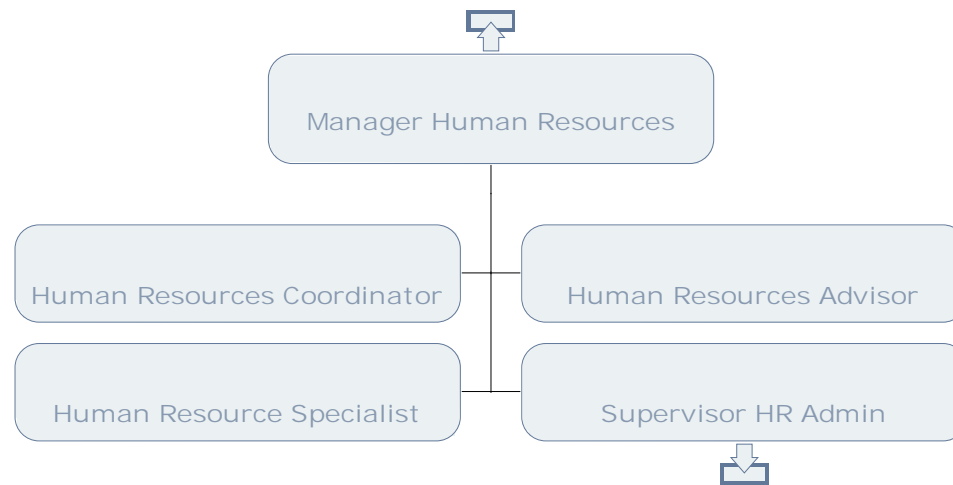 Manager Human Resources
Human Resources Coordinator
Human Resources Advisor
Human Resource Specialist
Supervisor HR Admin